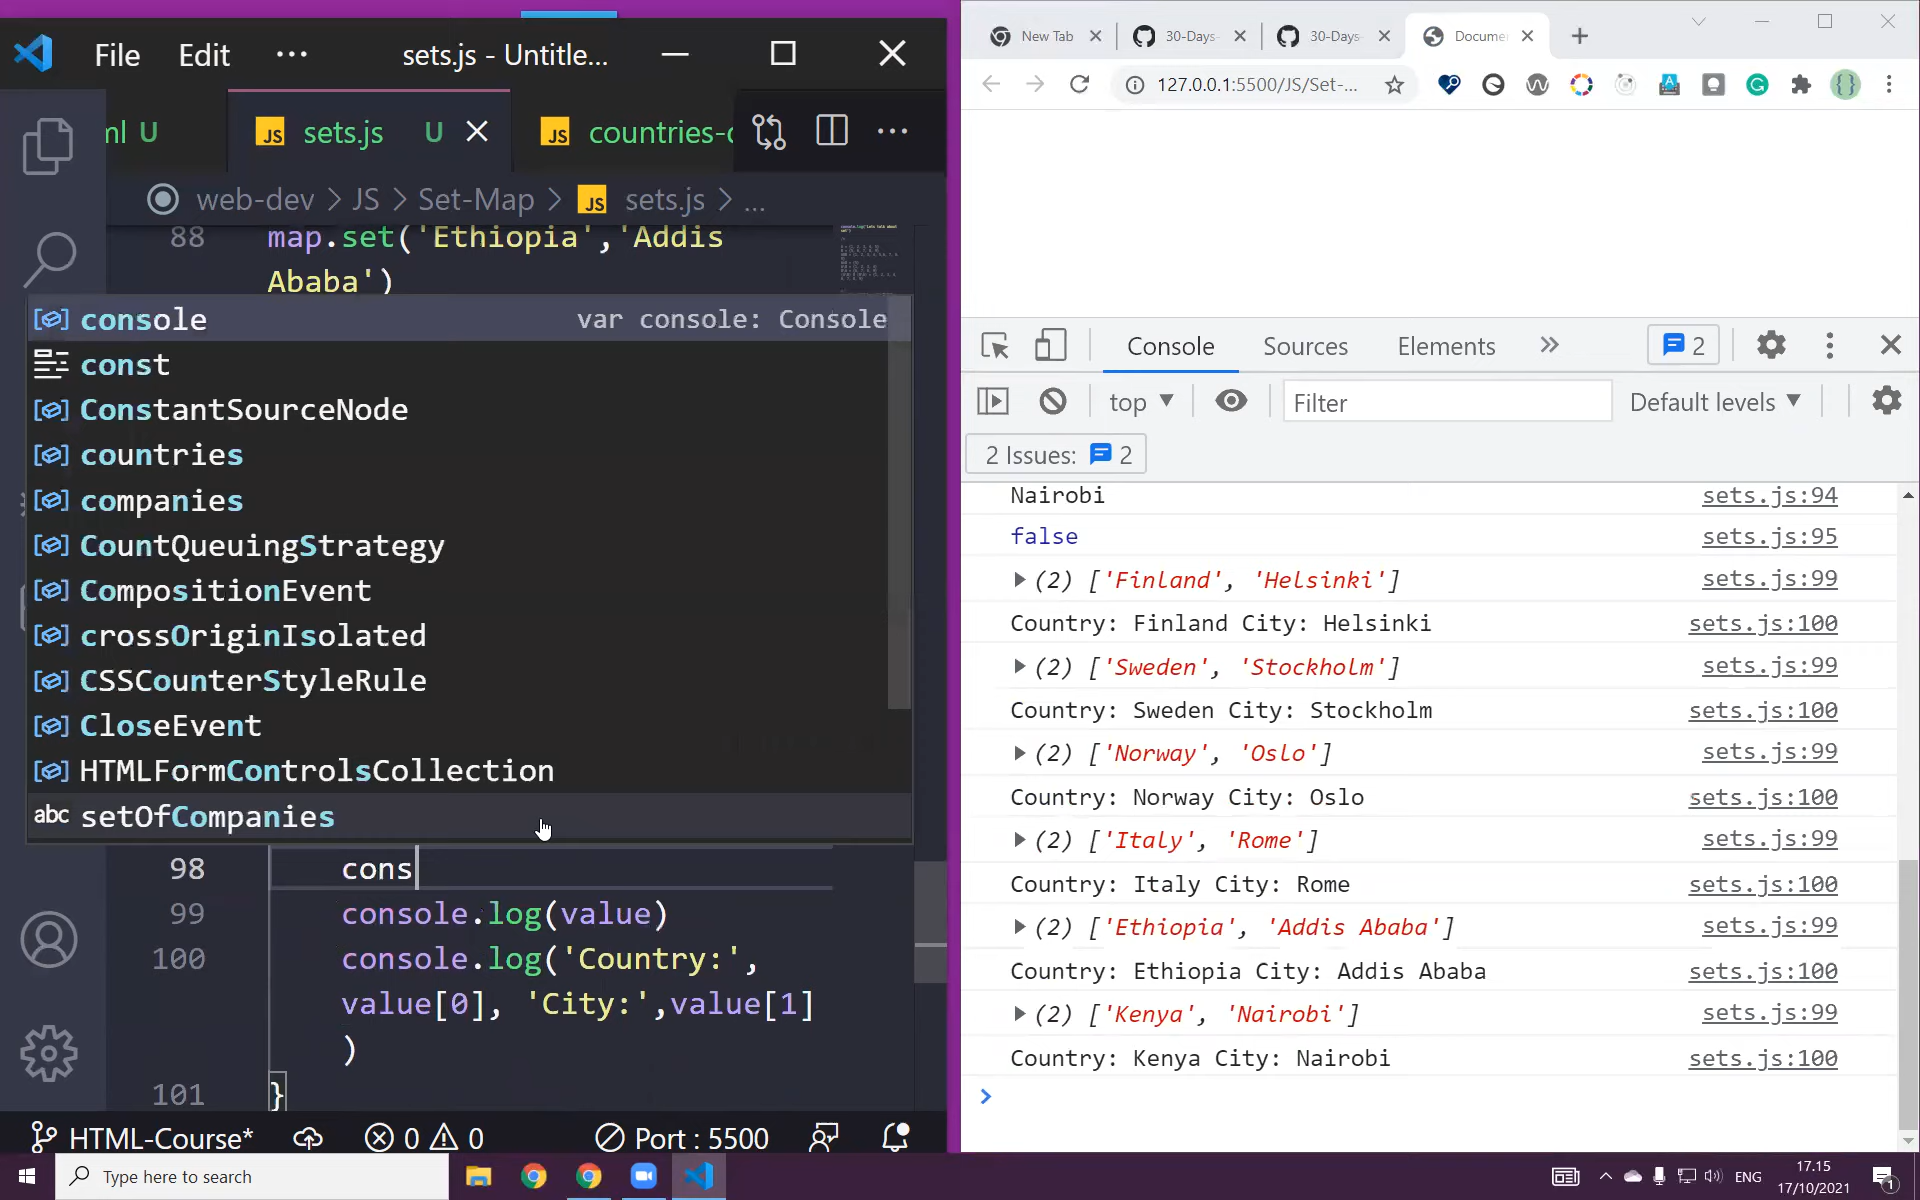 File Edit ··· sets.js - Untitle...
ml U
JS sets.js U
JS countries-c
web-dev > JS > Set-Map > JS sets.js > ...
88 map.set('Ethiopia','Addis
Ababa')
console var console: Console
const
ConstantSourceNode
countries
companies
CountQueuingStrategy
CompositionEvent
crossOriginIsolated
CSSCounterStyleRule
CloseEvent
HTMLFormControlsCollection
abc setOfCompanies
98 cons
99 console.log(value)
100 console.log('Country:',
value[0], 'City:',value[1]
)
101 }
HTML-Course* 0 0 Port : 5500
New Tab
30-Days-
30-Days-
Docume
127.0.0.1:5500/JS/Set-...
Console Sources Elements 2
top Filter Default levels
2 Issues: 2
Nairobi sets.js:94
false sets.js:95
(2) ['Finland', 'Helsinki'] sets.js:99
Country: Finland City: Helsinki sets.js:100
(2) ['Sweden', 'Stockholm'] sets.js:99
Country: Sweden City: Stockholm sets.js:100
(2) ['Norway', 'Oslo'] sets.js:99
Country: Norway City: Oslo sets.js:100
(2) ['Italy', 'Rome'] sets.js:99
Country: Italy City: Rome sets.js:100
(2) ['Ethiopia', 'Addis Ababa'] sets.js:99
Country: Ethiopia City: Addis Ababa sets.js:100
(2) ['Kenya', 'Nairobi'] sets.js:99
Country: Kenya City: Nairobi sets.js:100
Type here to search
ENG
17.15
17/10/2021
1